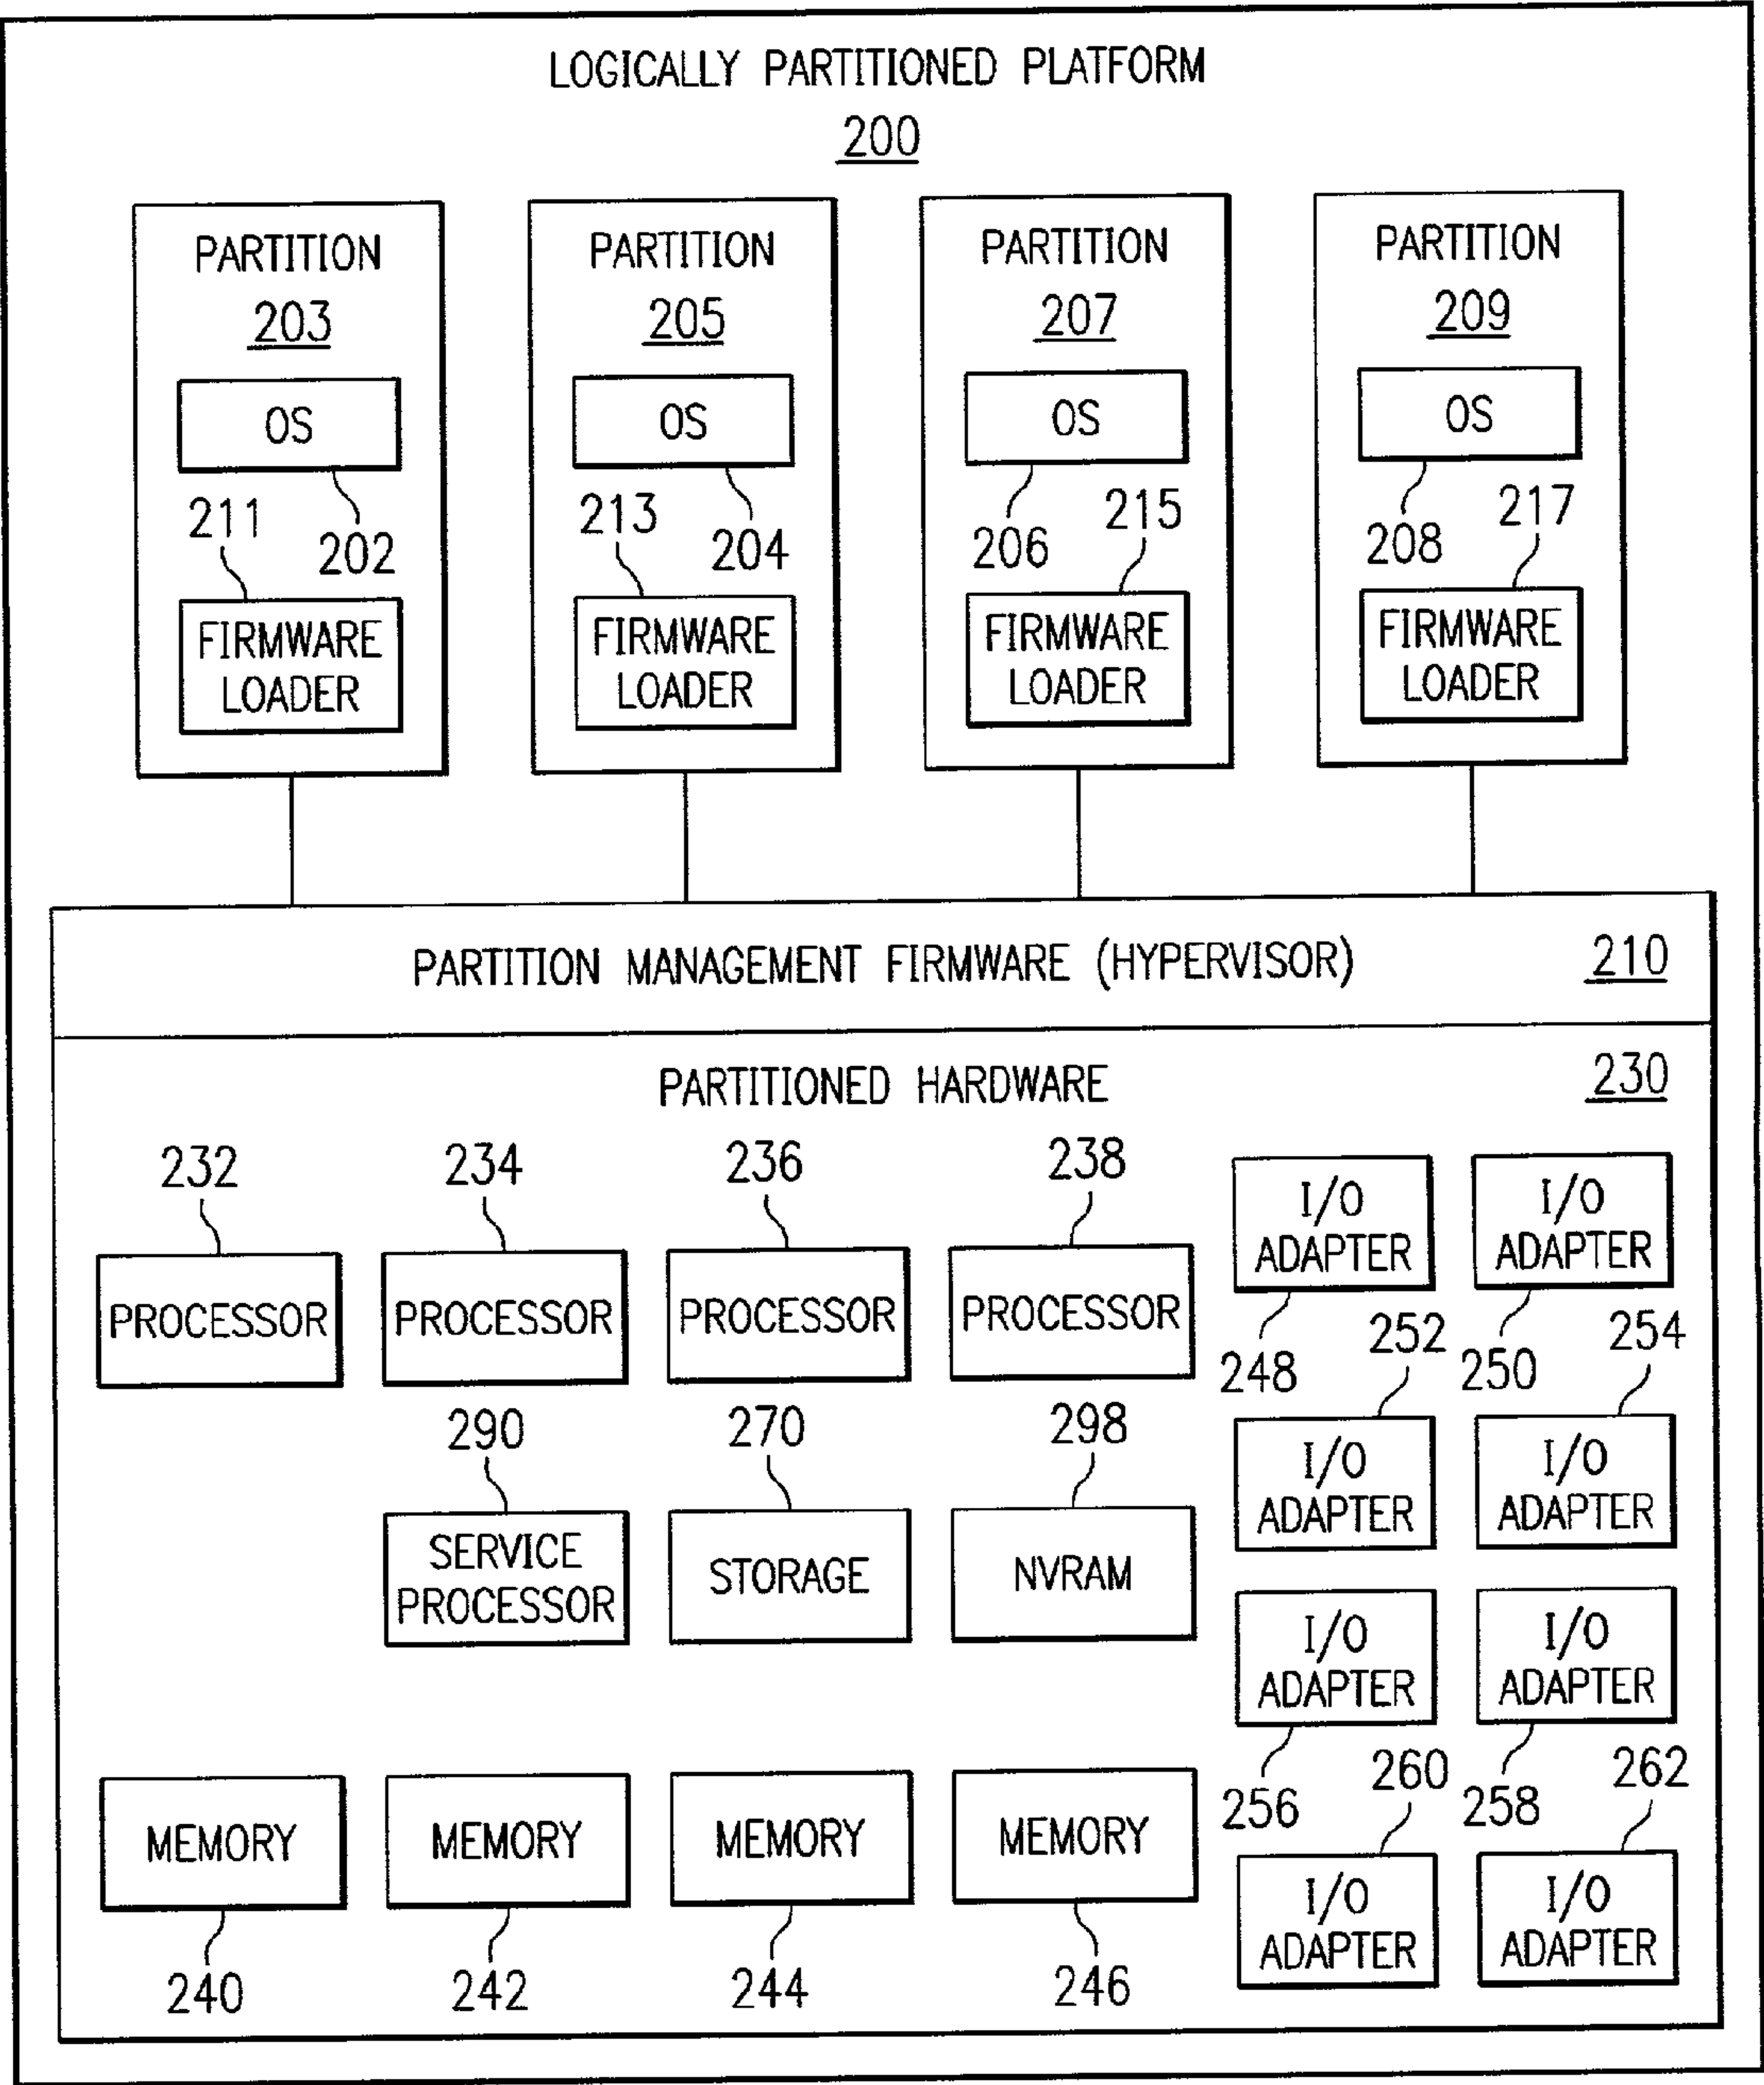 LOGICALLY PARTITIONED PLATFORM
200
PARTITION
203
OS
202
211
FIRMWARE
LOADER
PARTITION
205
OS
204
213
FIRMWARE
LOADER
PARTITION
207
OS
206
215
FIRMWARE
LOADER
PARTITION
209
OS
208
217
FIRMWARE
LOADER
PARTITION MANAGEMENT FIRMWARE (HYPERVISOR)
210
PARTITIONED HARDWARE
230
232
PROCESSOR
234
PROCESSOR
236
PROCESSOR
238
PROCESSOR
290
SERVICE
PROCESSOR
270
STORAGE
298
NVRAM
MEMORY
240
MEMORY
242
MEMORY
244
MEMORY
246
I/O
ADAPTER
248
I/O
ADAPTER
250
252
I/O
ADAPTER
254
I/O
ADAPTER
I/O
ADAPTER
256
I/O
ADAPTER
258
260
I/O
ADAPTER
262
I/O
ADAPTER